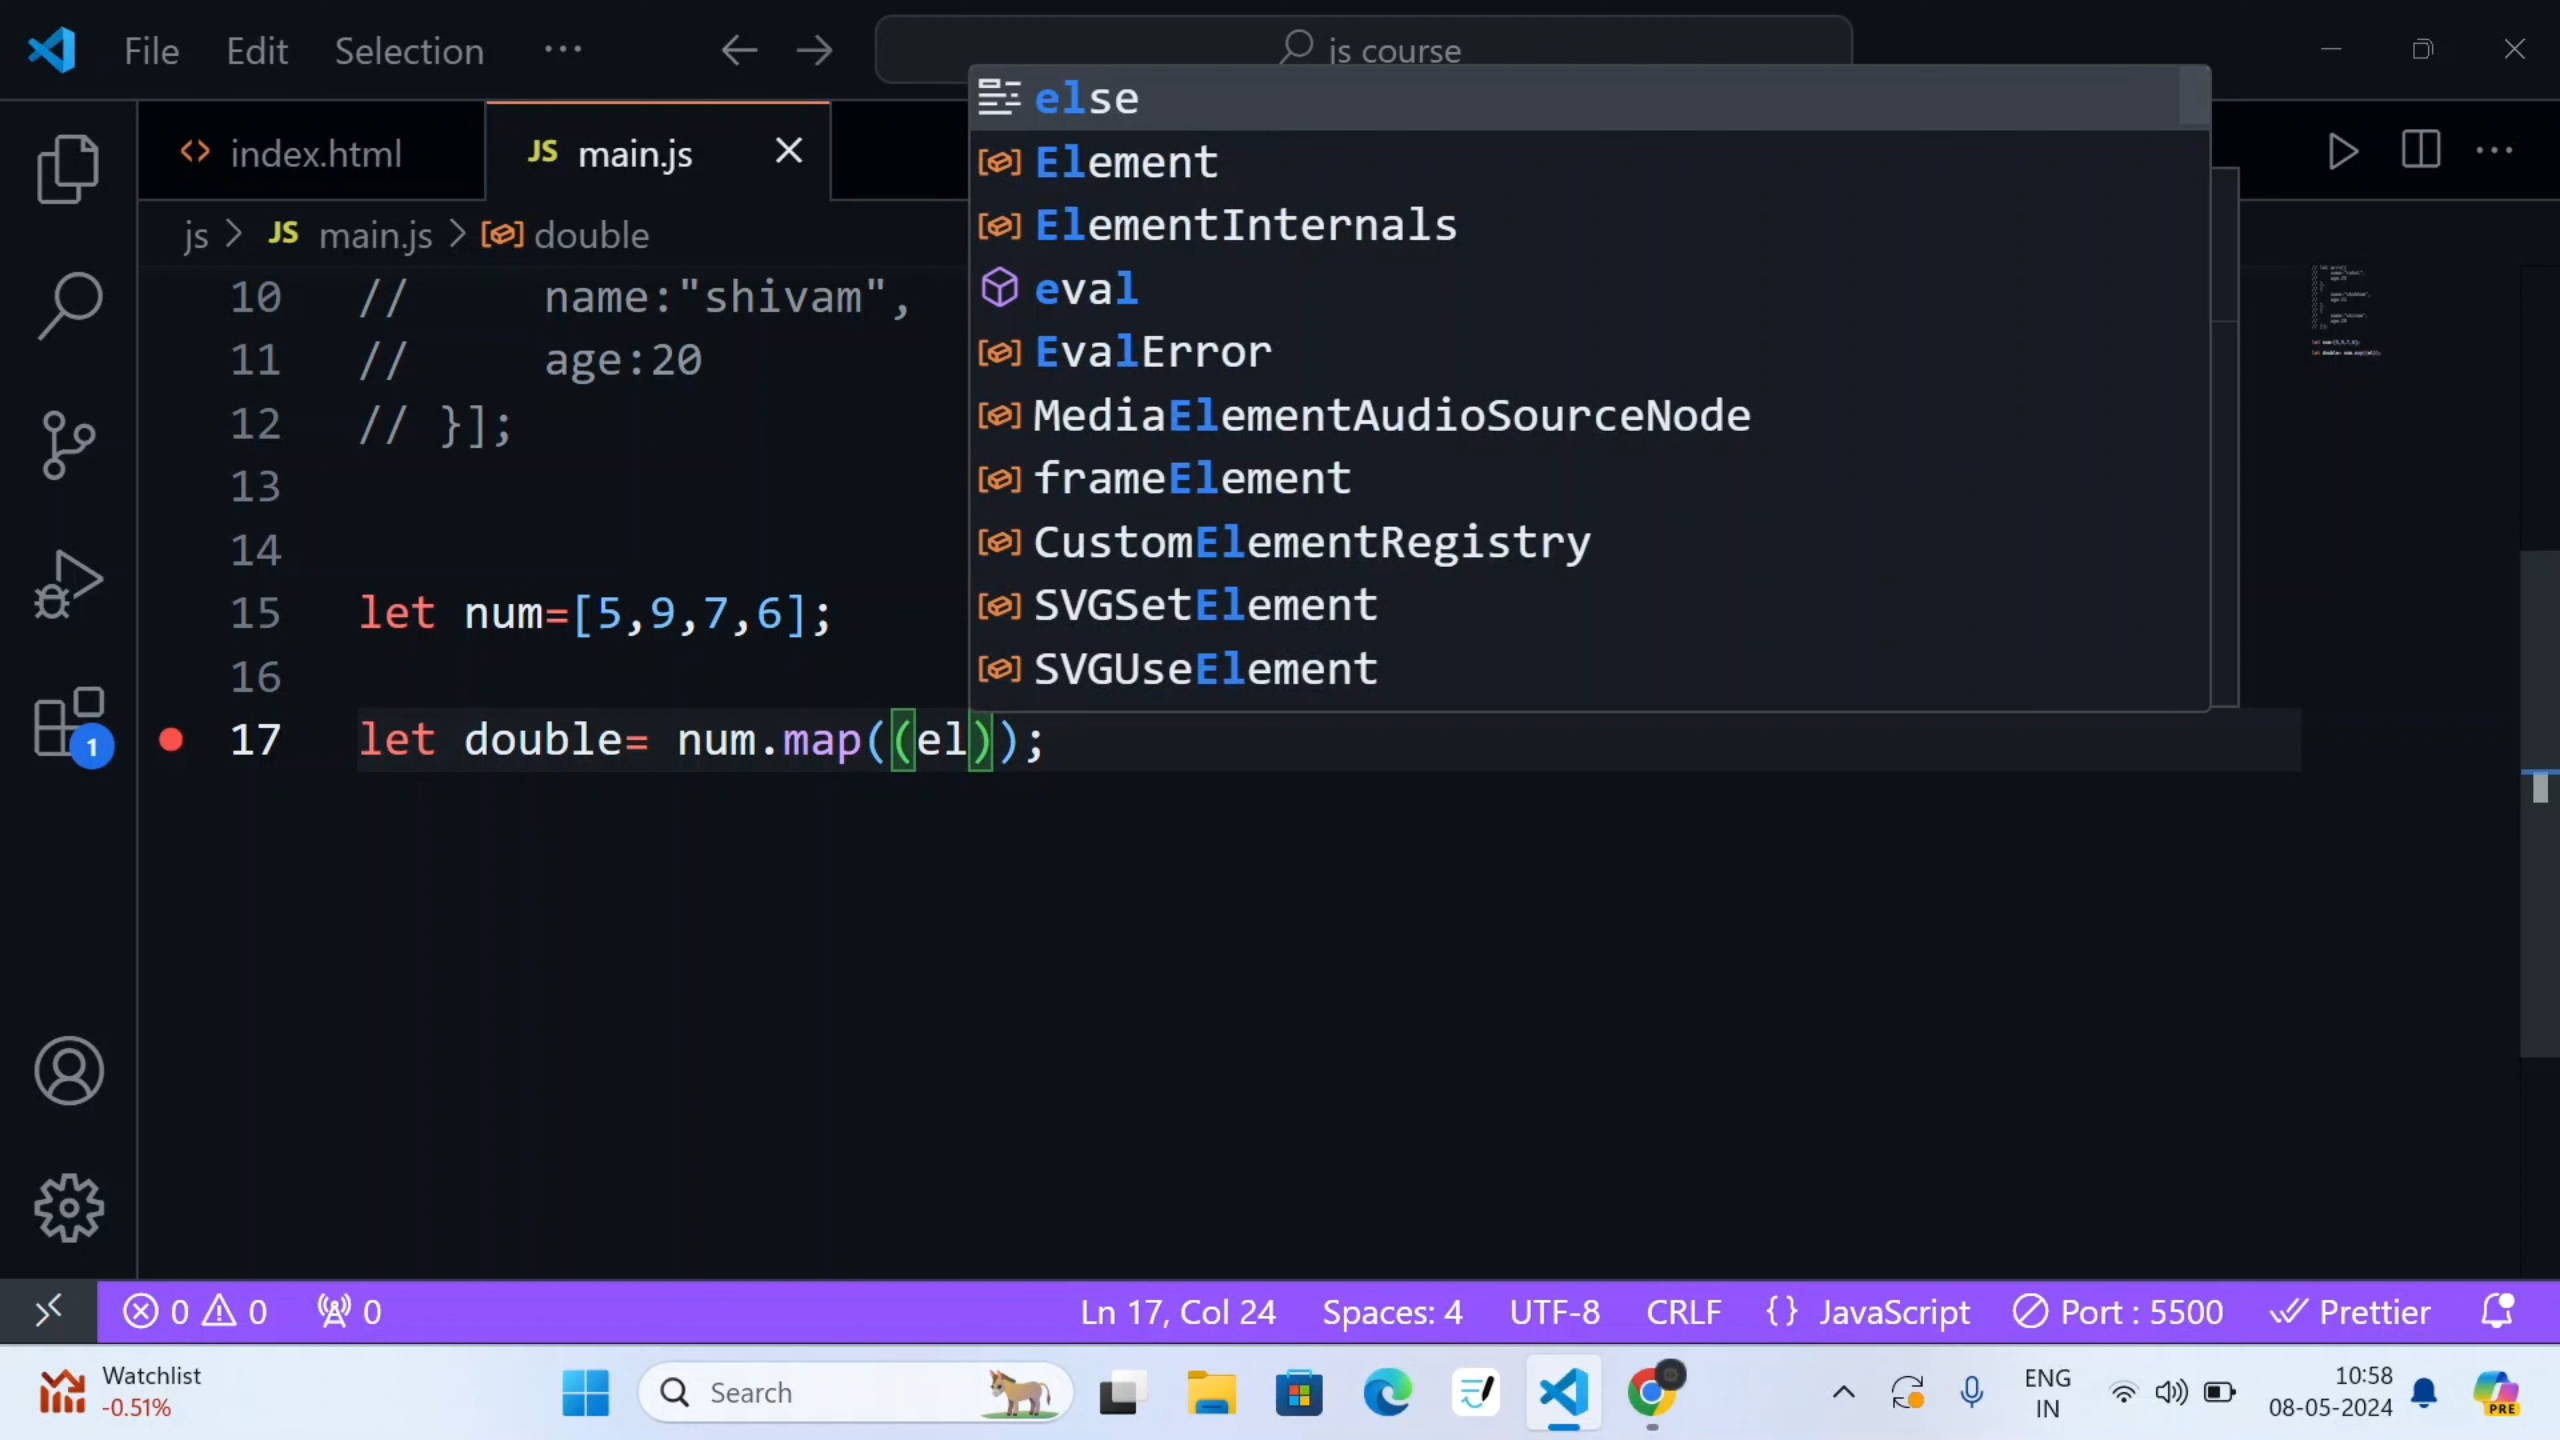 File Edit Selection ··· js course
index.html JS main.js
js > JS main.js > double
10 //     name:"shivam",
11 //     age:20
12 // }];
13
14
15 let num=[5,9,7,6];
16
17 let double= num.map((el));
else
Element
ElementInternals
eval
EvalError
MediaElementAudioSourceNode
frameElement
CustomElementRegistry
SVGSetElement
SVGUseElement
1
0 0 0 Ln 17, Col 24 Spaces: 4 UTF-8 CRLF {} JavaScript Port : 5500 Prettier
Watchlist
-0.51%
Search
ENG
IN
10:58
08-05-2024
PRE